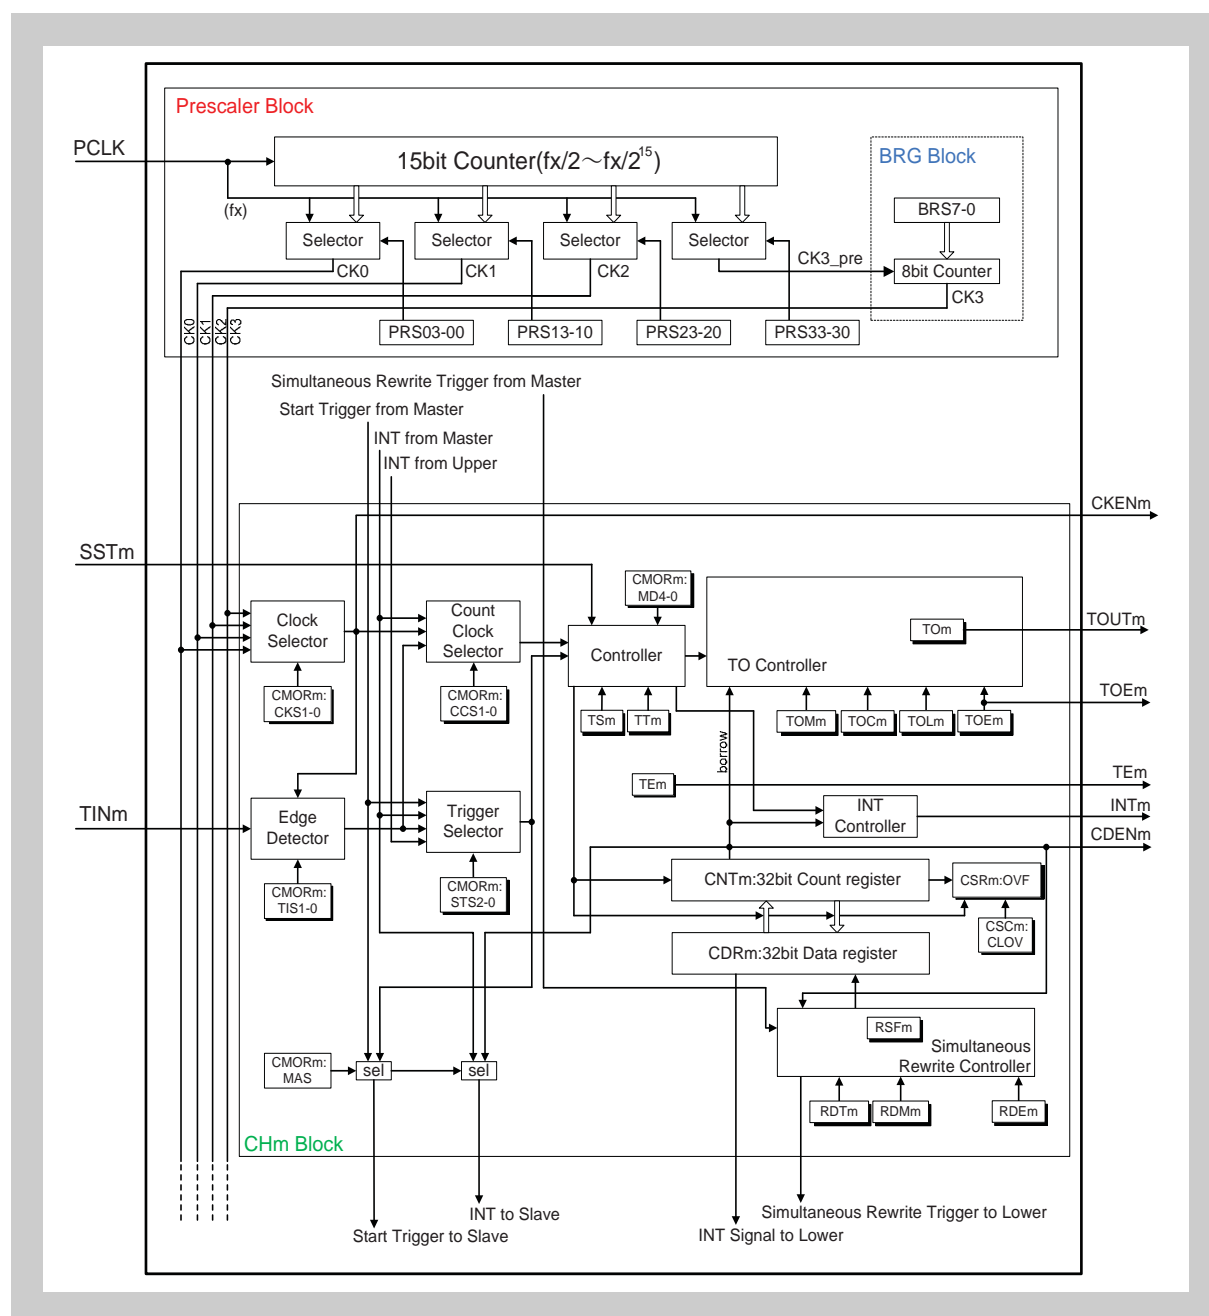 Prescaler Block
PCLK
15bit Counter(fx/2～fx/2^15)
BRG Block
(fx)
BRS7-0
Selector
Selector
Selector
Selector
CK3_pre
8bit Counter
CK0
CK1
CK2
CK3
CK0
CK1
CK2
CK3
PRS03-00
PRS13-10
PRS23-20
PRS33-30
Simultaneous Rewrite Trigger from Master
Start Trigger from Master
INT from Master
INT from Upper
CKENm
SSTm
CMORm:
MD4-0
Clock
Selector
Count
Clock
Selector
Controller
TOm
TOUTm
TO Controller
CMORm:
CKS1-0
CMORm:
CCS1-0
TSm
TTm
TOMm
TOCm
TOLm
TOEm
TOEm
borrow
TEm
TEm
TINm
Edge
Detector
Trigger
Selector
INT
Controller
INTm
CDENm
CMORm:
TIS1-0
CMORm:
STS2-0
CNTm:32bit Count register
CSRm:OVF
CSCm:
CLOV
CDRm:32bit Data register
RSFm
Simultaneous
Rewrite Controller
CMORm:
MAS
sel
sel
RDTm
RDMm
RDEm
CHm Block
INT to Slave
Start Trigger to Slave
Simultaneous Rewrite Trigger to Lower
INT Signal to Lower